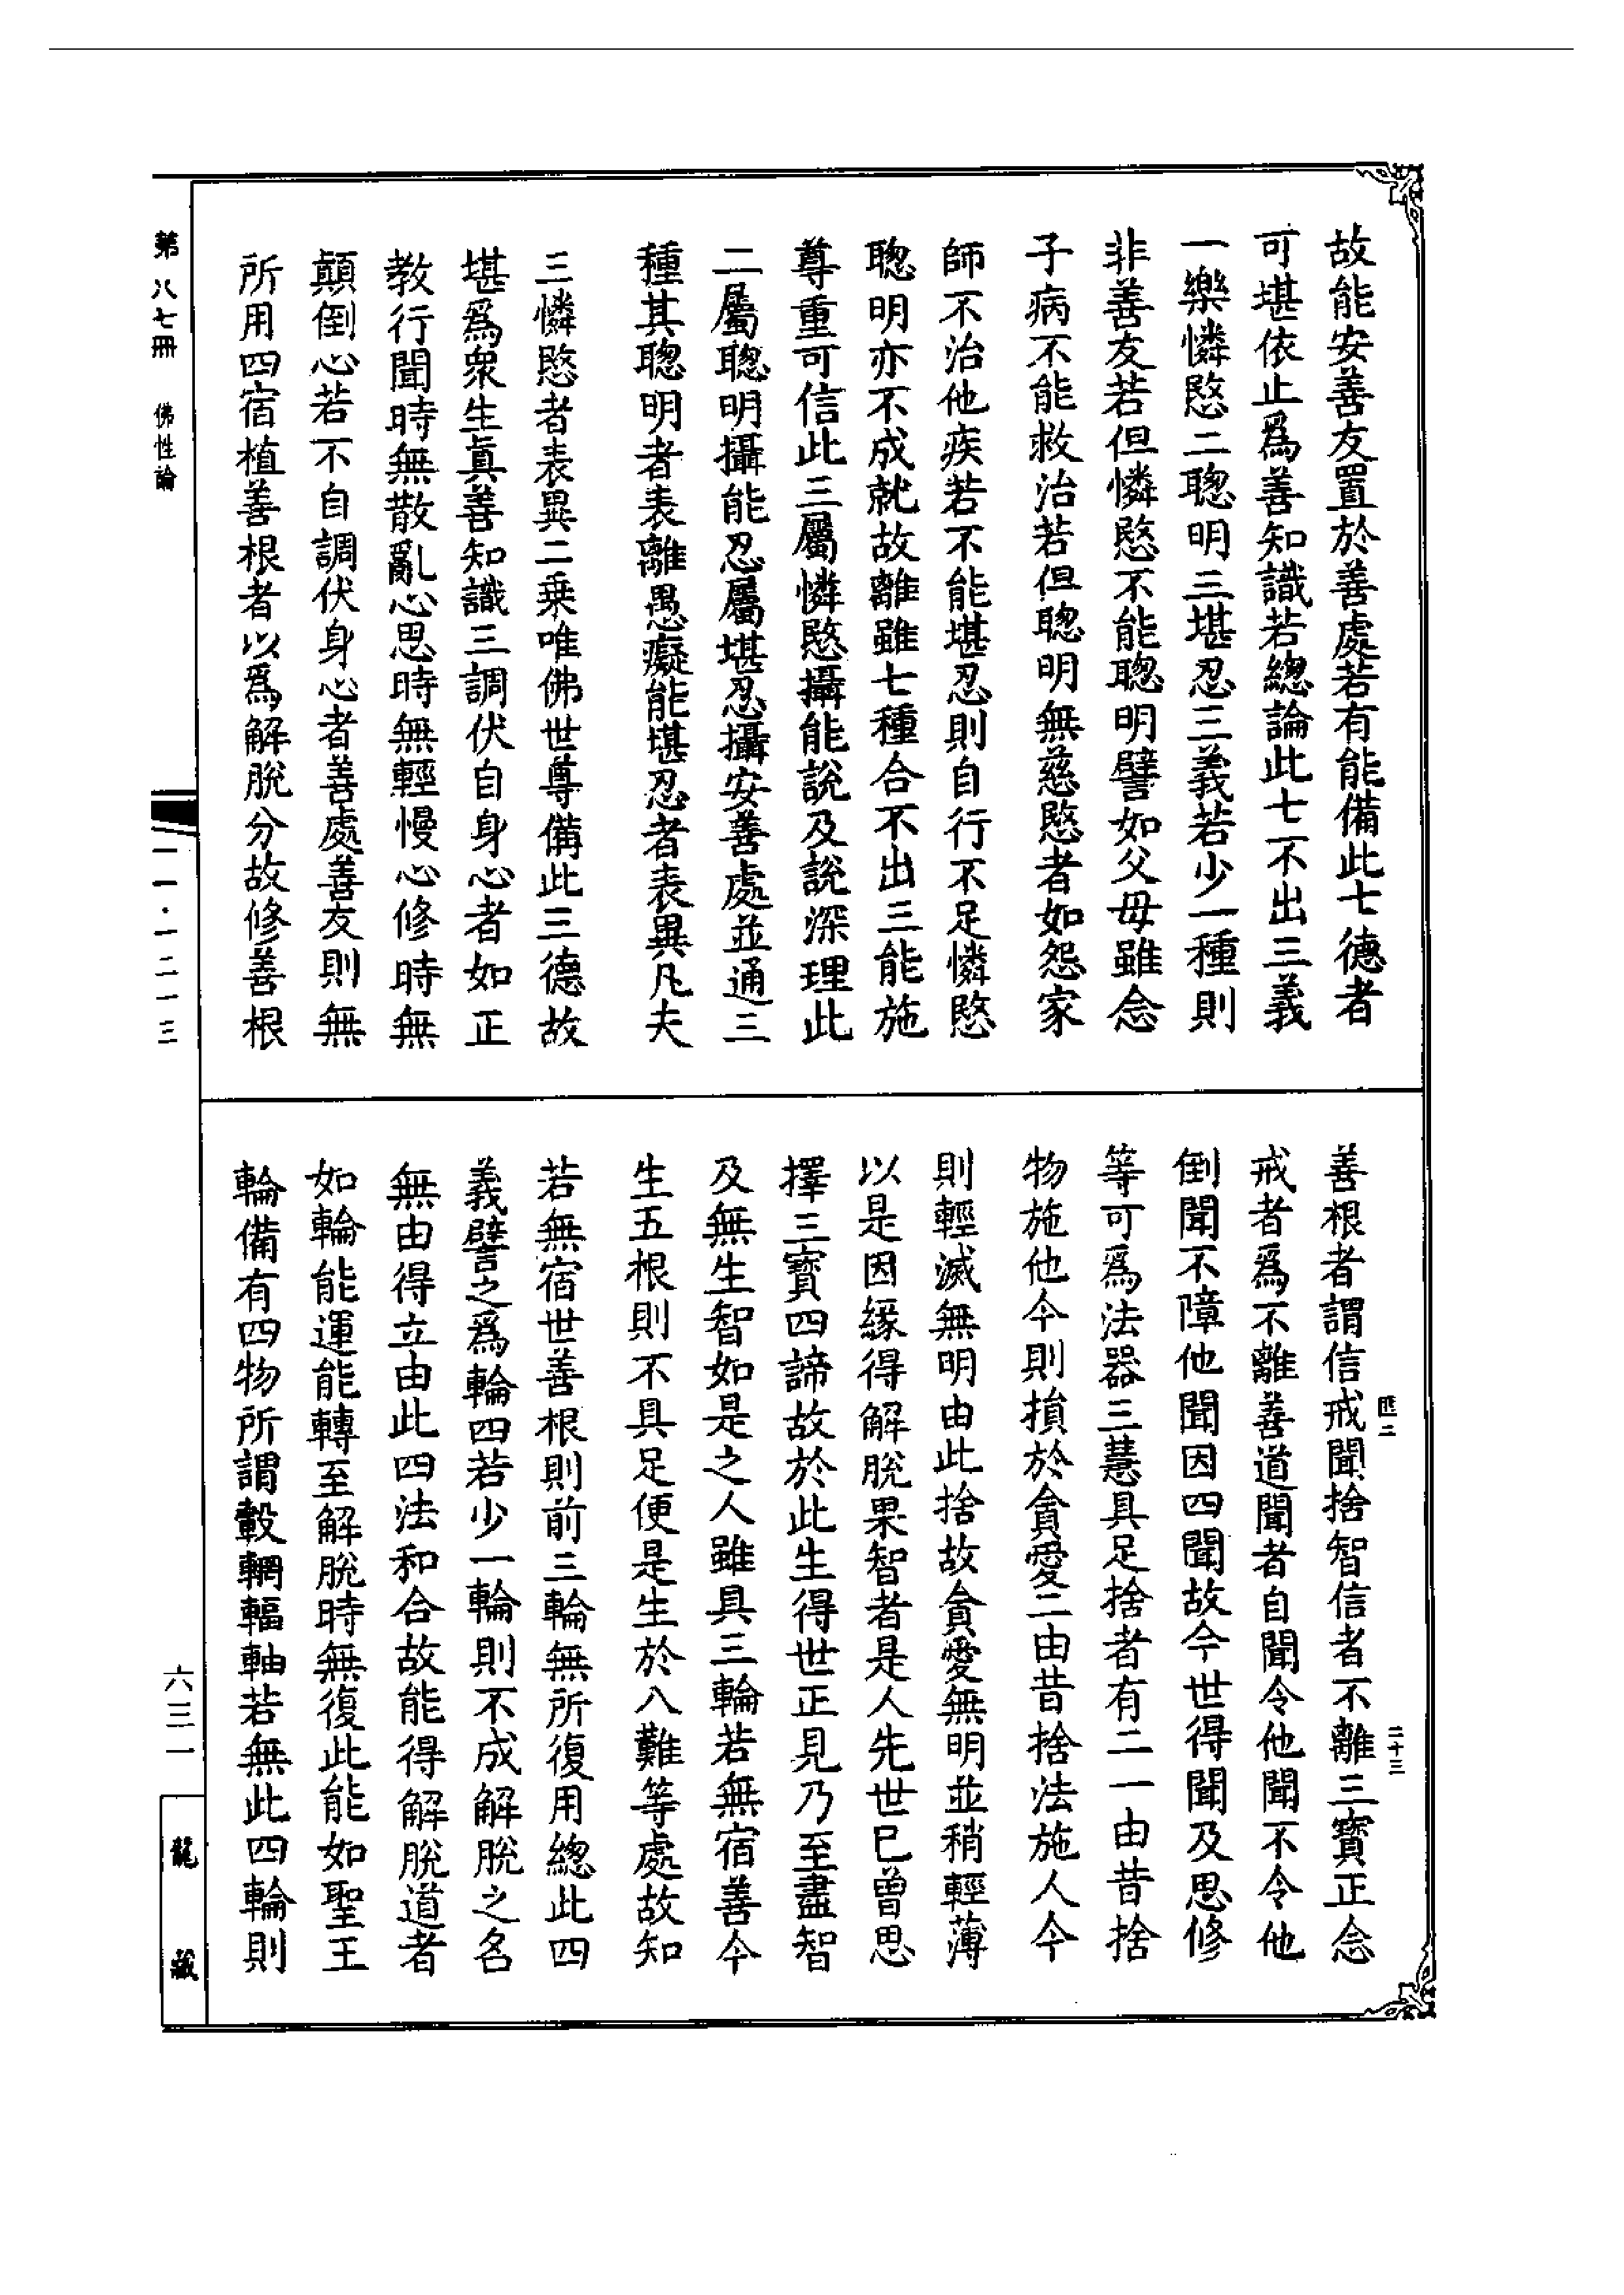 故能安善友置於善處若有能備此七德者
可堪依止爲善知識若總論此七不出三義
一樂憐愍二聰明三堪忍三義若少一種則
非善友若但憐愍不能聰明譬如父母雖念
子病不能救治若但聰明無慈愍者如怨家
師不治他疾若不能堪忍則自行不足憐愍
聰明亦不成就故離雖七種合不出三能施
尊重可信此三屬憐愍攝能說及說深理此
二屬聰明攝能忍屬堪忍攝安善處並通三
種其聰明者表離愚癡能堪忍者表異凡夫
三憐愍者表異二乘唯佛世尊備此三德故
堪爲衆生眞善知識三調伏自身心者如正
教行聞時無散亂心思時無輕慢心修時無
顛倒心若不自調伏身心者善處善友則無
所用四宿植善根者以爲解脫分故修善根
善根者謂信戒聞捨智信者不離三寶正念
戒者爲不離善道聞者自聞令他聞不令他
倒聞不障他聞因四聞故今世得聞及思修
等可爲法器三慧具足捨者有二一由昔捨
物施他今則損於貪愛二由昔捨法施人今
則輕滅無明由此捨故貪愛無明並稍輕薄
以是因緣得解脫果智者是人先世已曾思
擇三寶四諦故於此生得世正見乃至盡智
及無生智如是之人雖具三輪若無宿善今
生五根則不具足便是生於八難等處故知
若無宿世善根則前三輪無所復用總此四
義譬之爲輪四若少一輪則不成解脫之名
無由得立由此四法和合故能得解脫道者
如輪能運能轉至解脫時無復此能如聖王
輪備有四物所謂轂輞輻軸若無此四輪則
匪二
二十三
第八七冊 佛性論
一一·一二一三
六三一
龍藏